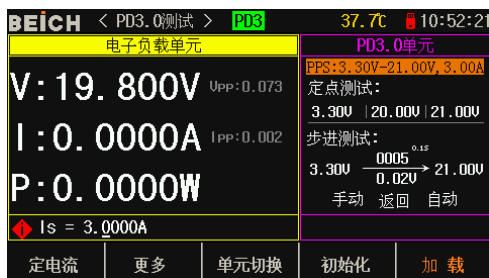 BEICH < PD3.0测试 > PD3 37.7℃ 10:52:21
电子负载单元
V:19.800V Vpp:0.073
I:0.0000A Ipp:0.002
P:0.0000W
Is = 3.0000A
PD3.0单元
PPS:3.30V-21.00V,3.00A
定点测试:
3.30V |20.00V|21.00V
步进测试:
0.1S
0005
3.30V → 21.00V
0.02V
手动 返回 自动
定电流 更多 单元切换 初始化 加 载